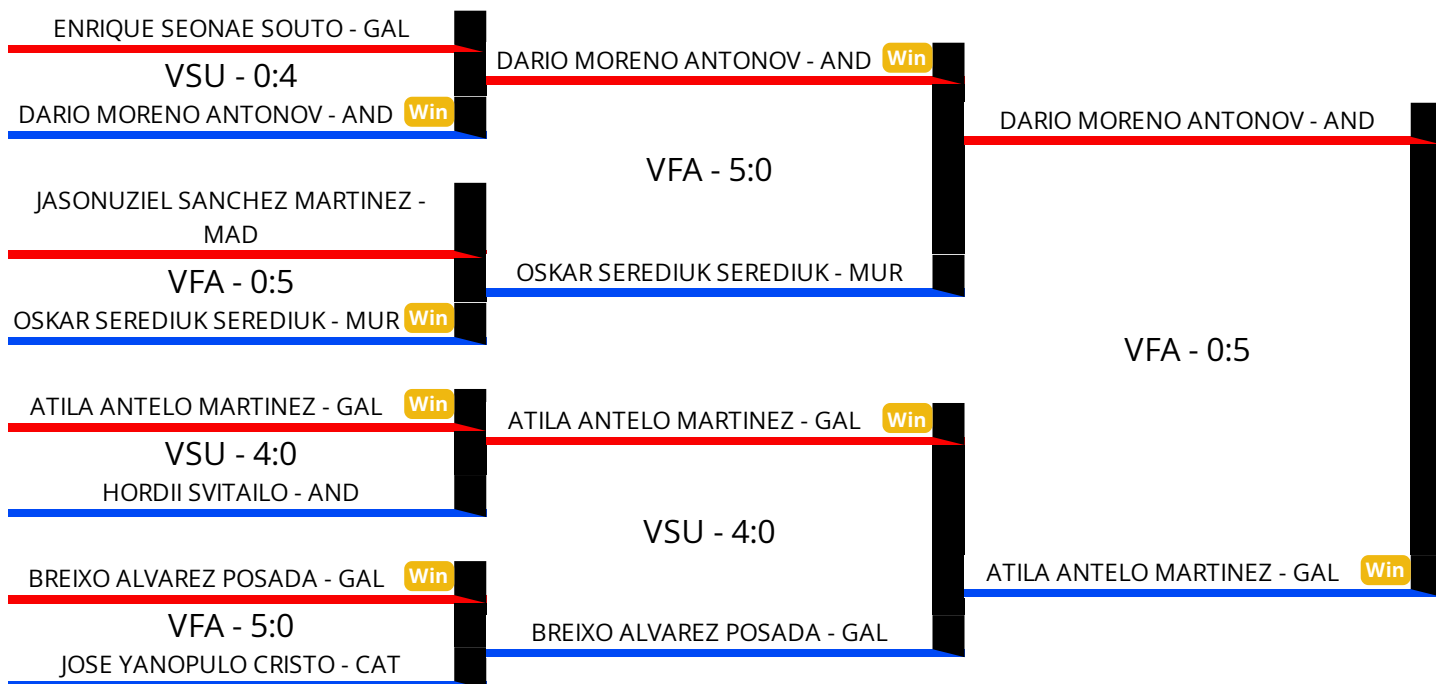 ENRIQUE SEONAE SOUTO - GAL
VSU - 0:4
DARIO MORENO ANTONOV - AND Win
JASONUZIEL SANCHEZ MARTINEZ -
MAD
VFA - 0:5
OSKAR SEREDIUK SEREDIUK - MUR Win
ATILA ANTELO MARTINEZ - GAL Win
VSU - 4:0
HORDII SVITAILO - AND
BREIXO ALVAREZ POSADA - GAL Win
VFA - 5:0
JOSE YANOPULO CRISTO - CAT
DARIO MORENO ANTONOV - AND Win
VFA - 5:0
OSKAR SEREDIUK SEREDIUK - MUR
ATILA ANTELO MARTINEZ - GAL Win
VSU - 4:0
BREIXO ALVAREZ POSADA - GAL
DARIO MORENO ANTONOV - AND
VFA - 0:5
ATILA ANTELO MARTINEZ - GAL Win